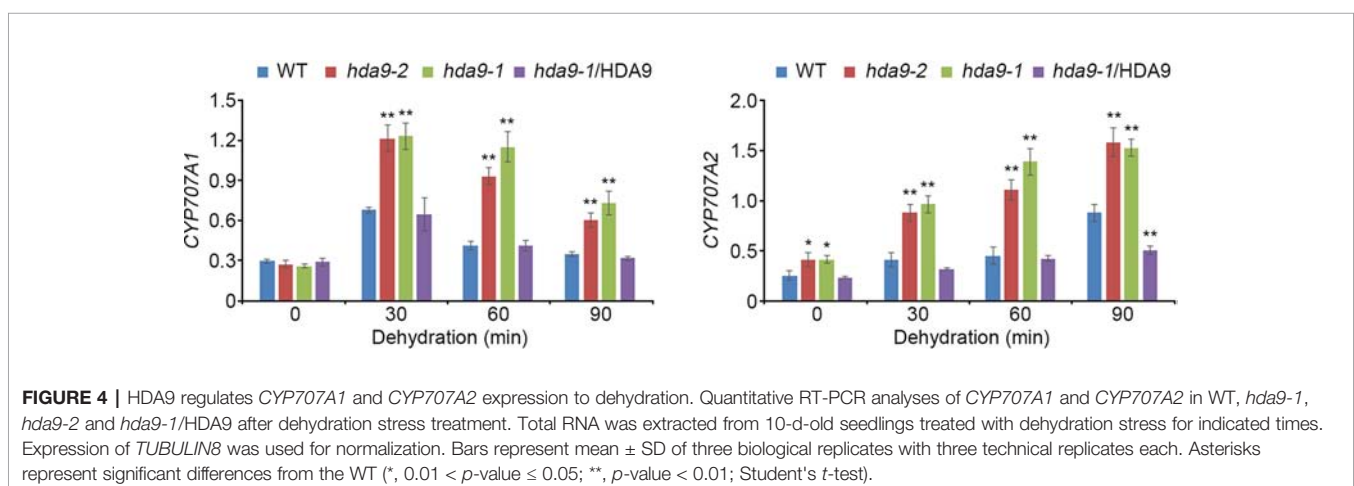 WT hda9-2 hda9-1 hda9-1/HDA9
1.5
1.2
0.9
0.6
0.3
0
CYP707A1
** **
**
**
**
**
0 30 60 90
Dehydration (min)
WT hda9-2 hda9-1 hda9-1/HDA9
2.0
1.5
1.0
0.5
0
CYP707A2
* *
** **
**
**
** **
**
0 30 60 90
Dehydration (min)
FIGURE 4 | HDA9 regulates CYP707A1 and CYP707A2 expression to dehydration. Quantitative RT-PCR analyses of CYP707A1 and CYP707A2 in WT, hda9-1,
hda9-2 and hda9-1/HDA9 after dehydration stress treatment. Total RNA was extracted from 10-d-old seedlings treated with dehydration stress for indicated times.
Expression of TUBULIN8 was used for normalization. Bars represent mean ± SD of three biological replicates with three technical replicates each. Asterisks
represent significant differences from the WT (*, 0.01 < p-value ≤ 0.05; **, p-value < 0.01; Student's t-test).